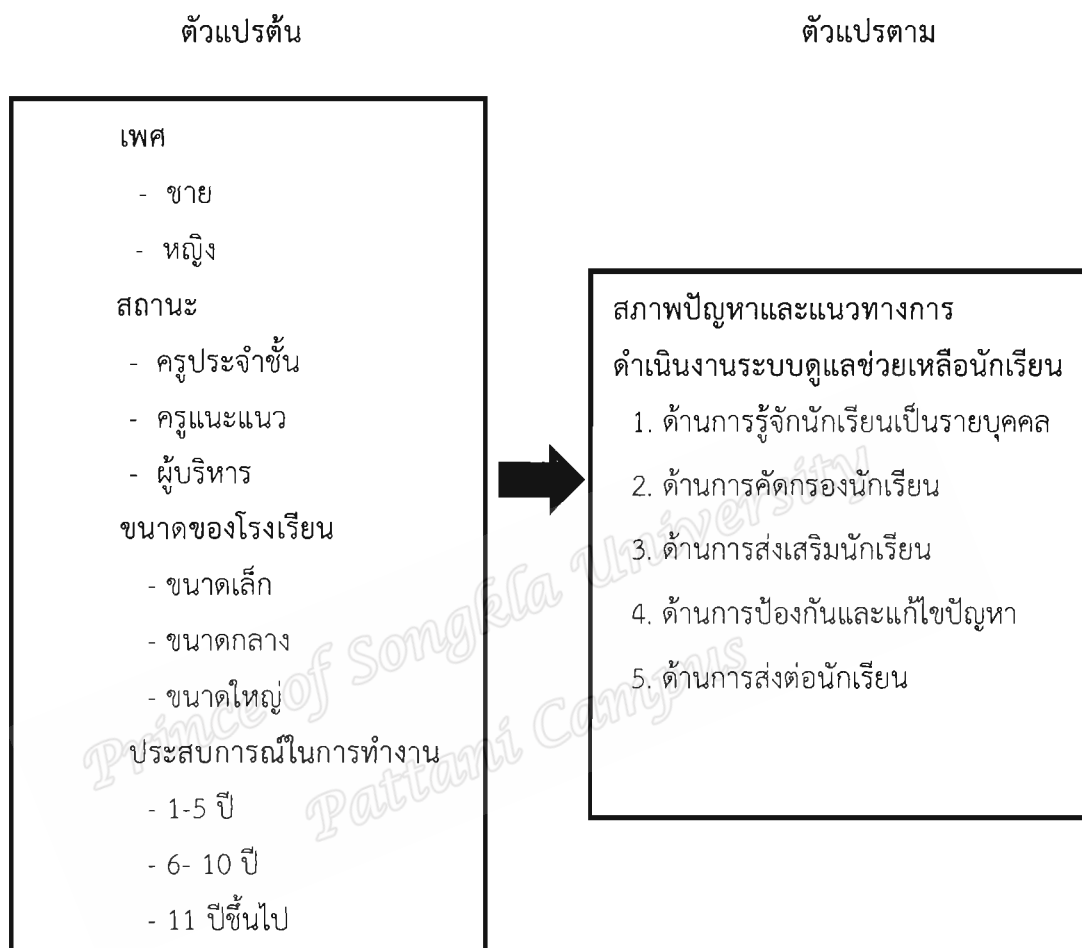 ตัวแปรต้น
ตัวแปรตาม
เพศ
- ชาย
- หญิง
สถานะ
- ครูประจำชั้น
- ครูแนะแนว
- ผู้บริหาร
ขนาดของโรงเรียน
- ขนาดเล็ก
- ขนาดกลาง
- ขนาดใหญ่
ประสบการณ์ในการทำงาน
- 1-5 ปี
- 6- 10 ปี
- 11 ปีขึ้นไป
สภาพปัญหาและแนวทางการ
ดำเนินงานระบบดูแลช่วยเหลือนักเรียน
1. ด้านการรู้จักนักเรียนเป็นรายบุคคล
2. ด้านการคัดกรองนักเรียน
3. ด้านการส่งเสริมนักเรียน
4. ด้านการป้องกันและแก้ไขปัญหา
5. ด้านการส่งต่อนักเรียน
Prince of Songkla University
Pattani Campus